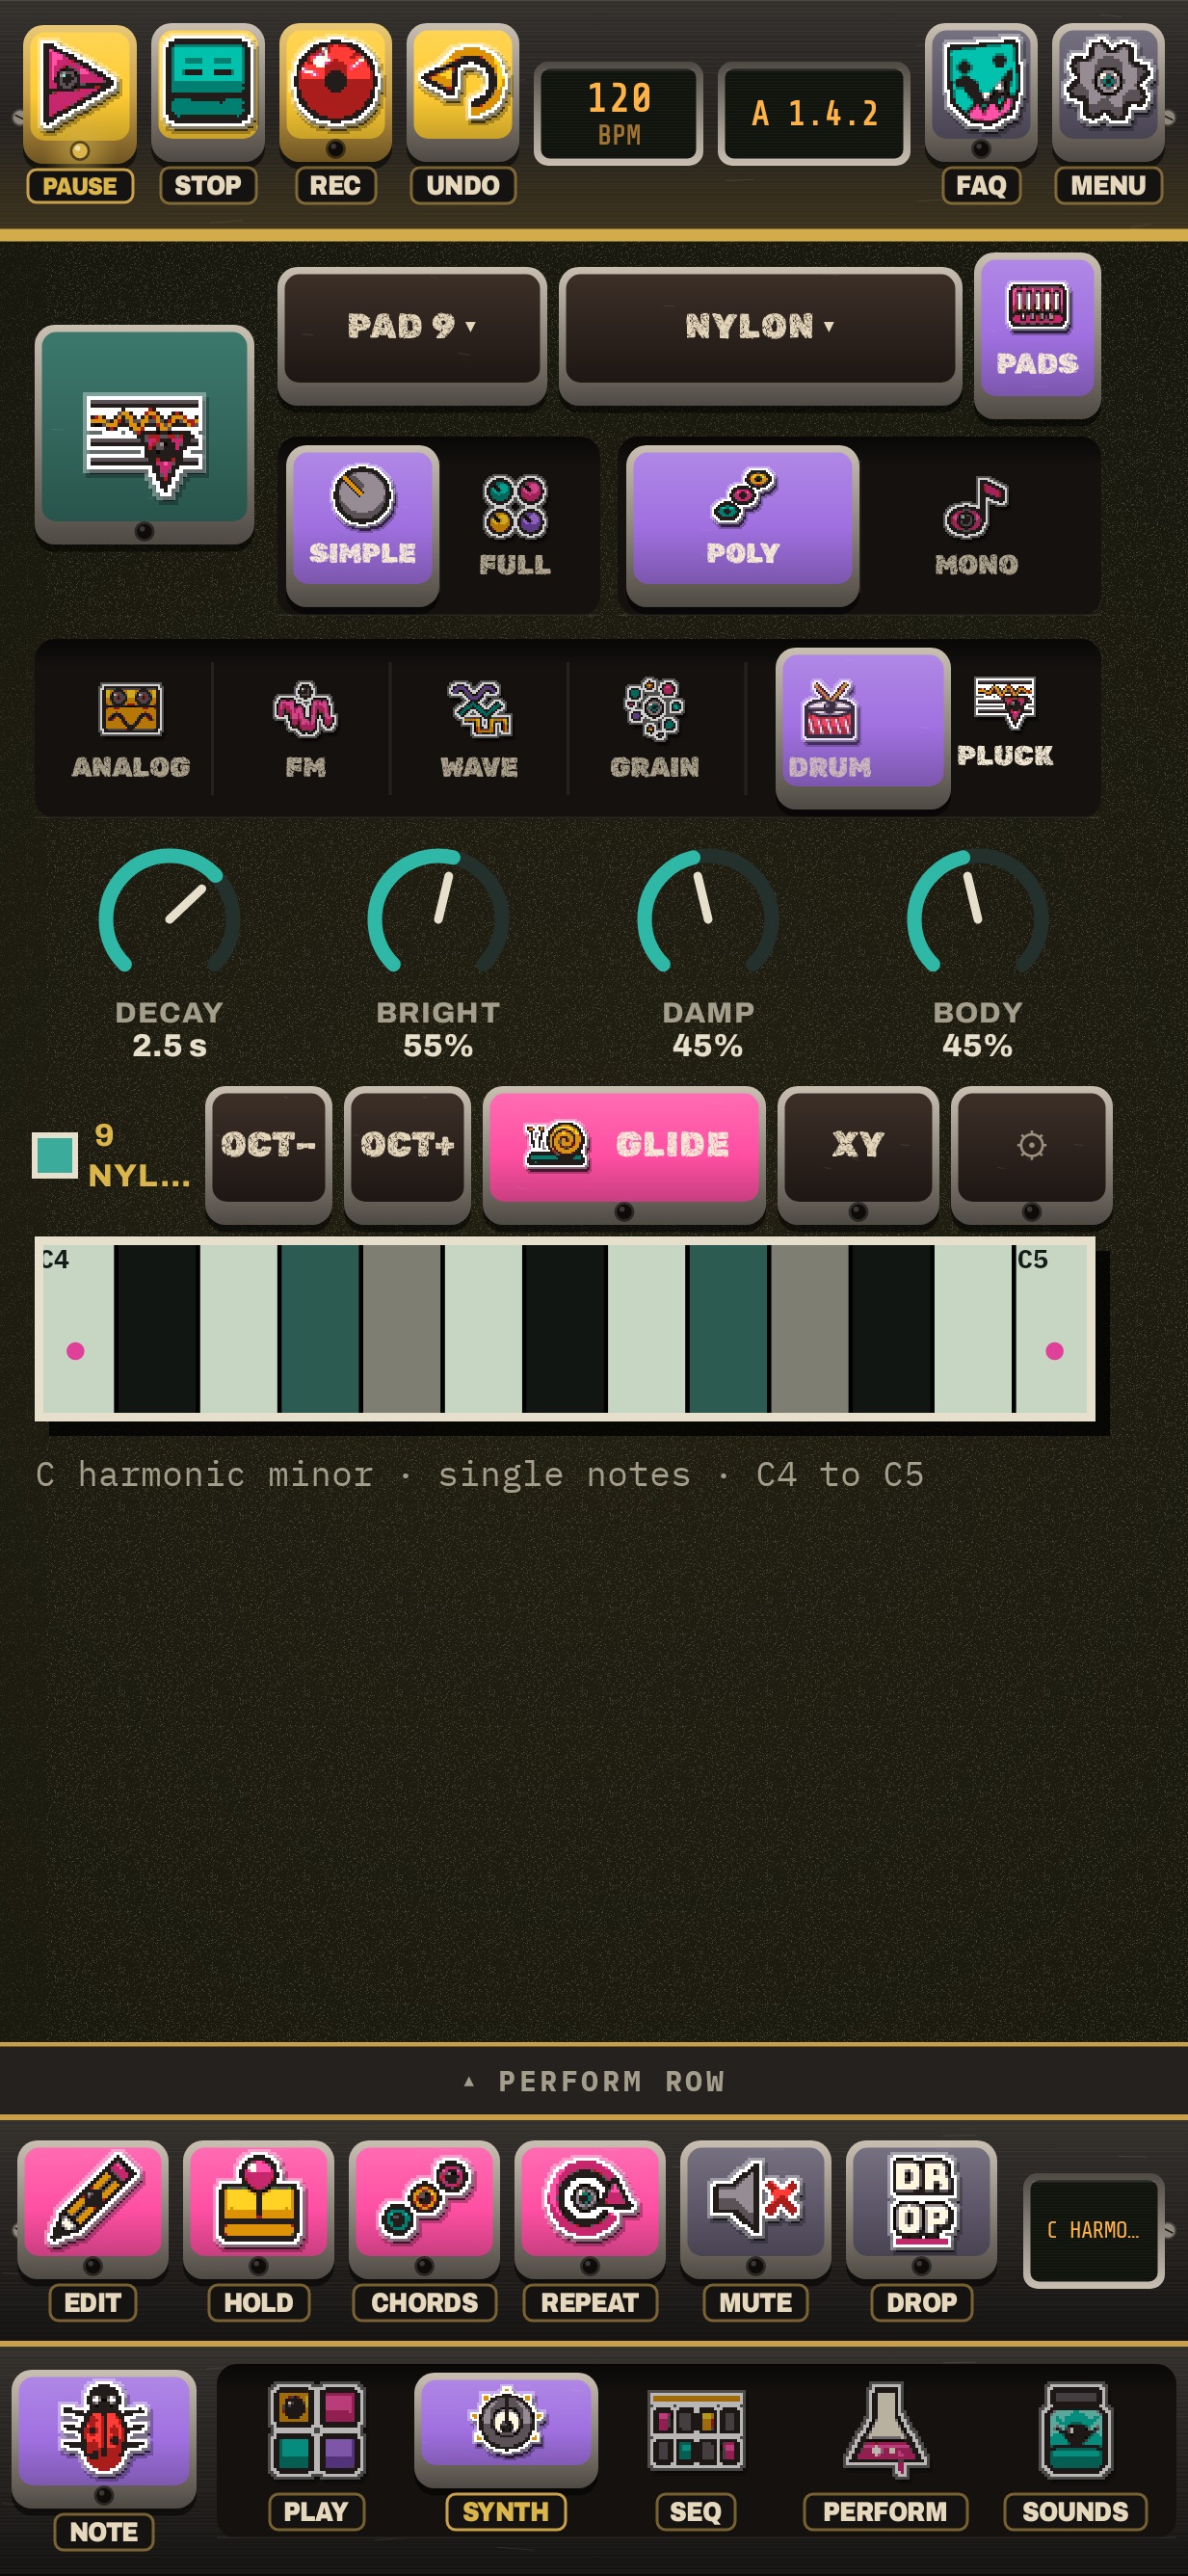 120
BPM
A 1.4.2
PAUSE
STOP
REC
UNDO
FAQ
MENU
PAD 9 ▾
NYLON ▾
PADS
SIMPLE
FULL
POLY
MONO
ANALOG
FM
WAVE
GRAIN
DRUM
PLUCK
DECAY
2.5 s
BRIGHT
55%
DAMP
45%
BODY
45%
9
NYL...
OCT-
OCT+
GLIDE
XY
C4
C5
C harmonic minor · single notes · C4 to C5
▴ PERFORM ROW
DR
OP
C HARMO...
EDIT
HOLD
CHORDS
REPEAT
MUTE
DROP
NOTE
PLAY
SYNTH
SEQ
PERFORM
SOUNDS